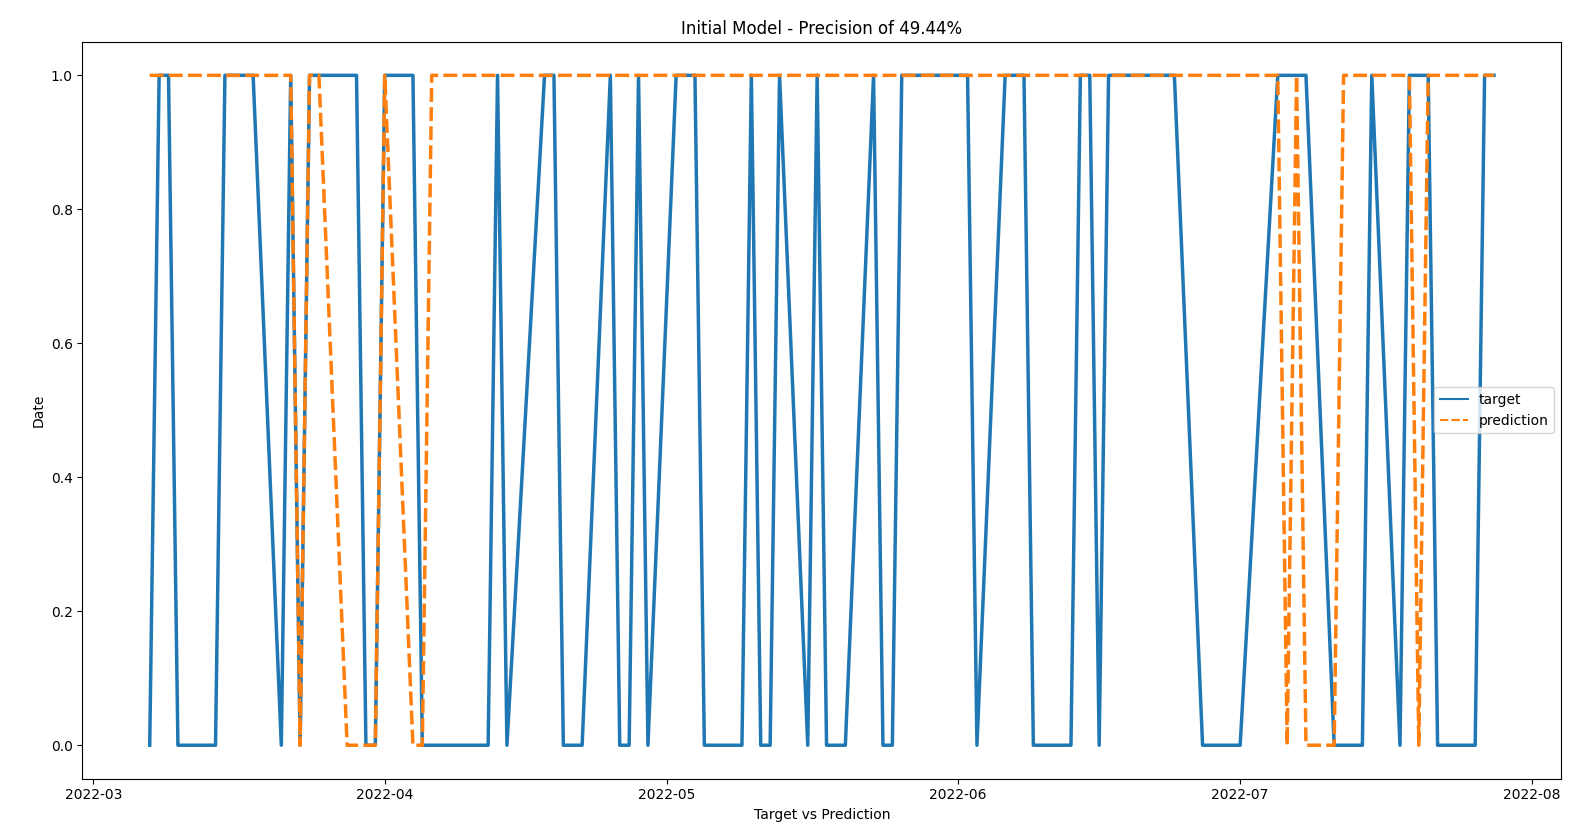 Initial Model - Precision of 49.44%
1.0
0.8
0.6
0.4
0.2
0.0
Date
target
prediction
2022-03 2022-04 2022-05 2022-06 2022-07 2022-08
Target vs Prediction